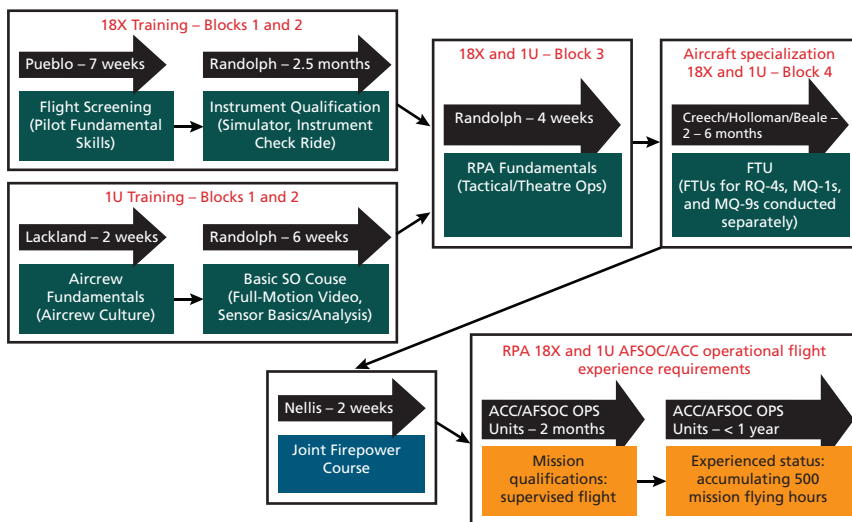 18X Training – Blocks 1 and 2
Pueblo – 7 weeks
Randolph – 2.5 months
Flight Screening
(Pilot Fundamental
Skills)
Instrument Qualification
(Simulator, Instrument
Check Ride)
1U Training – Blocks 1 and 2
Lackland – 2 weeks
Randolph – 6 weeks
Aircrew
Fundamentals
(Aircrew Culture)
Basic SO Couse
(Full-Motion Video,
Sensor Basics/Analysis)
18X and 1U – Block 3
Randolph – 4 weeks
RPA Fundamentals
(Tactical/Theatre Ops)
Aircraft specialization
18X and 1U – Block 4
Creech/Holloman/Beale –
2 – 6 months
FTU
(FTUs for RQ-4s, MQ-1s,
and MQ-9s conducted
separately)
Nellis – 2 weeks
Joint Firepower
Course
RPA 18X and 1U AFSOC/ACC operational flight
experience requirements
ACC/AFSOC OPS
Units – 2 months
Mission
qualifications:
supervised flight
ACC/AFSOC OPS
Units – < 1 year
Experienced status:
accumulating 500
mission flying hours